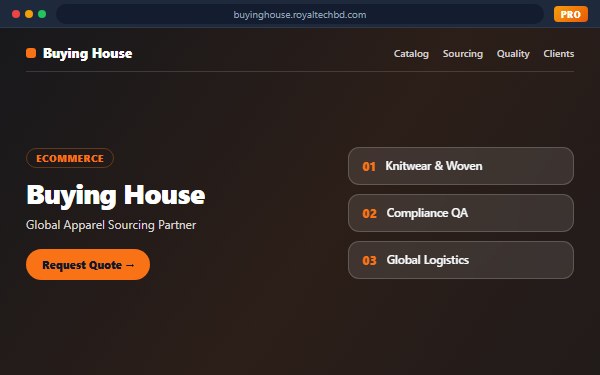 buyinghouse.royaltechbd.com
PRO
Buying House
Catalog Sourcing Quality Clients
ECOMMERCE
Buying House
Global Apparel Sourcing Partner
Request Quote →
01 Knitwear & Woven
02 Compliance QA
03 Global Logistics